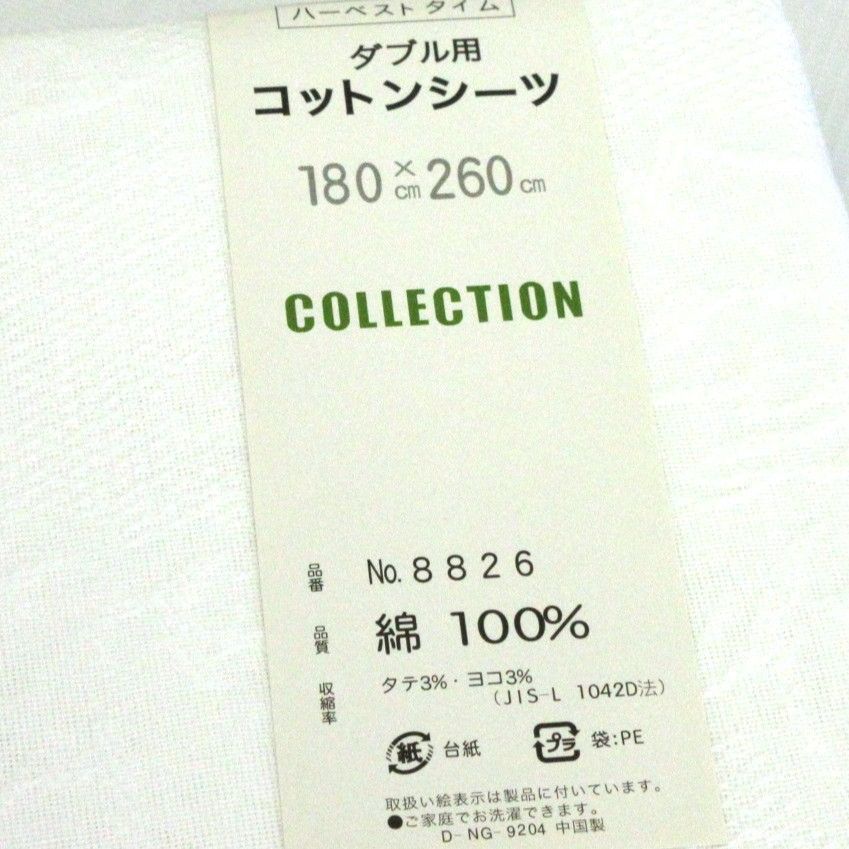 ハーベストタイム
ダブル用
コットンシーツ
180cm×260cm
COLLECTION
品番 No.8826
品質 綿 100%
収縮率 タテ3%・ヨコ3%
(JIS-L 1042D法)
紙 台紙 プラ 袋:PE
取扱い絵表示は製品に付いています。
●ご家庭でお洗濯できます。
D-NG-9204 中国製